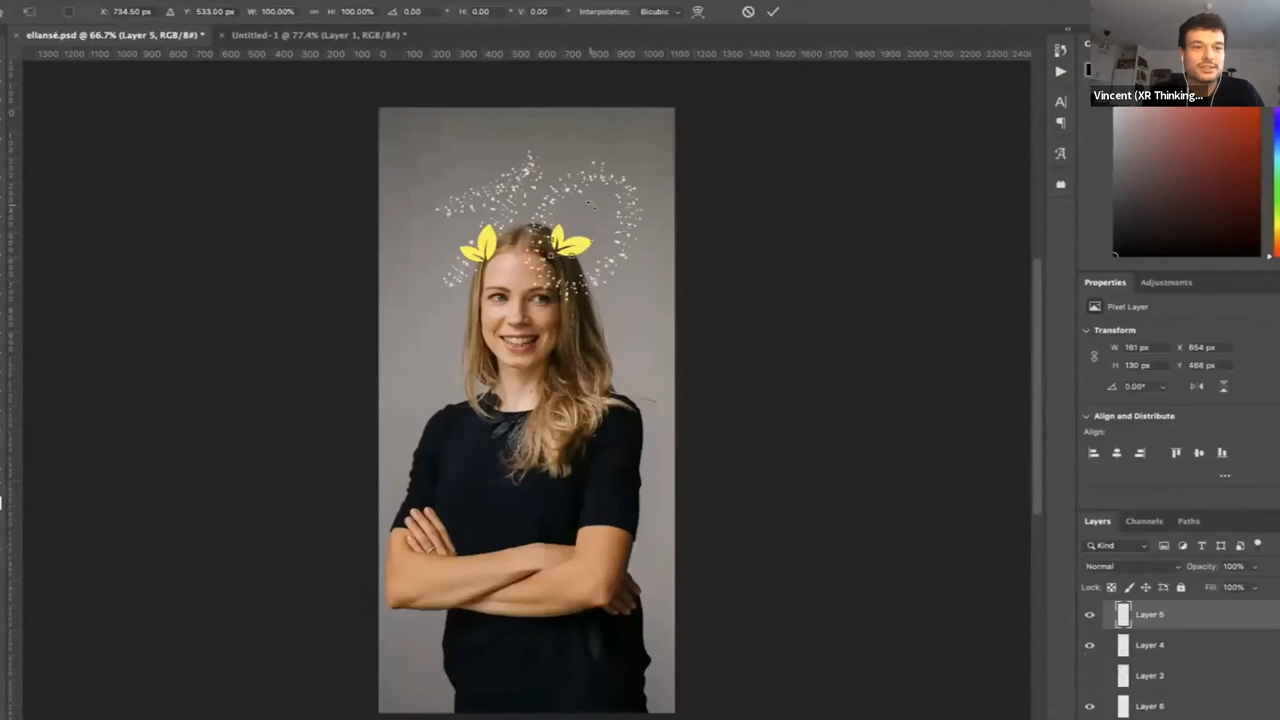 X: 734.50 px Y: 533.00 px W: 100.00% H: 100.00% 0.00 ° H: 0.00 ° V: 0.00 ° Interpolation: Bicubic
ellansé.psd @ 66.7% (Layer 5, RGB/8#) *
Untitled-1 @ 77.4% (Layer 1, RGB/8#) *
1300 1200 1100 1000 900 800 700 600 500 400 300 200 100 0 100 200 300 400 500 600 700 800 900 1000 1100 1200 1300 1400 1500 1600 1700 1800 1900 2000 2100 2200 2300 2400
Vincent (XR Thinking...
Properties
Adjustments
Pixel Layer
Transform
W 161 px X 654 px
H 130 px Y 468 px
0.00°
Align and Distribute
Align:
...
Layers
Channels
Paths
Kind
Normal
Opacity: 100%
Lock:
Fill: 100%
Layer 5
Layer 4
Layer 3
Layer 6